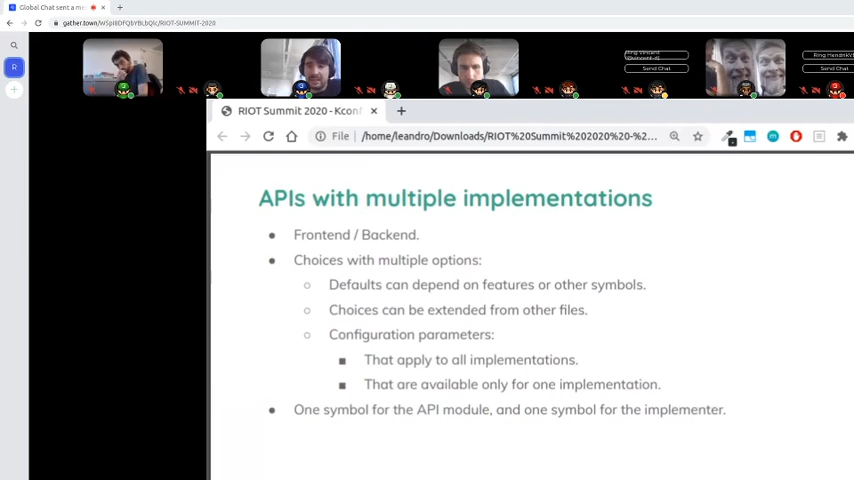 Global Chat sent a me
gather.town/WSpIIIDFQbYBLbQlc/RIOT-SUMMIT-2020
R
Ring Vincent
Send Chat
Send Chat
RIOT Summit 2020 - Kconf
File
/home/leandro/Downloads/RIOT%20Summit%202020%20-%2...
APIs with multiple implementations
Frontend / Backend.
Choices with multiple options:
Defaults can depend on features or other symbols.
Choices can be extended from other files.
Configuration parameters:
That apply to all implementations.
That are available only for one implementation.
One symbol for the API module, and one symbol for the implementer.